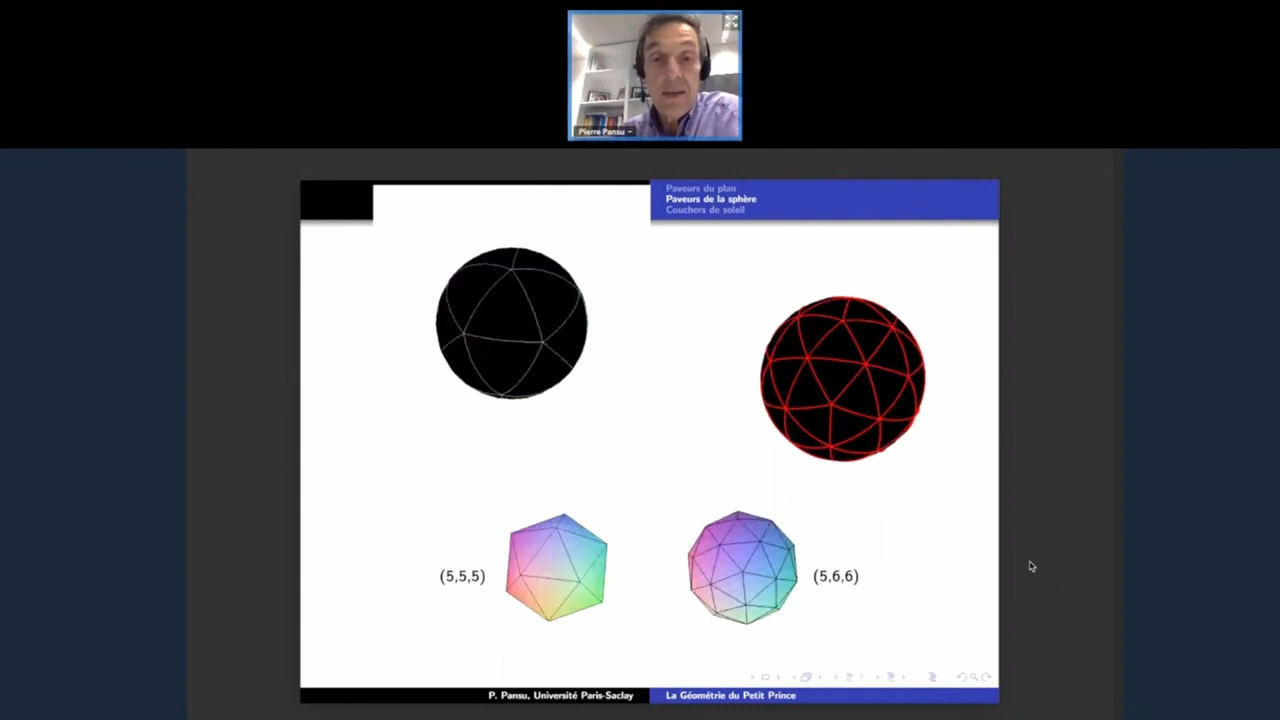 Pierre Pansu
Paveurs du plan
Paveurs de la sphère
Couchers de soleil
(5,5,5)
(5,6,6)
P. Pansu, Université Paris-Saclay
La Géométrie du Petit Prince